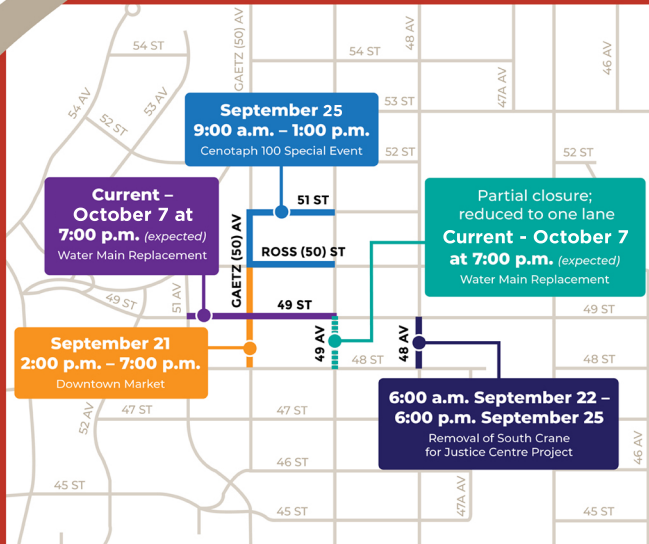 54 ST
GAETZ (50) AV
54 ST
48 AV
46 AV
47A AV
54 AV
53 AV
52 ST
September 25
9:00 a.m. – 1:00 p.m.
Cenotaph 100 Special Event
53 ST
52 ST
52 ST
Current –
October 7 at
7:00 p.m. (expected)
Water Main Replacement
Partial closure;
reduced to one lane
Current - October 7
at 7:00 p.m. (expected)
Water Main Replacement
51 ST
GAETZ (50) AV
ROSS (50) ST
49 ST
51 AV
49 ST
49 ST
September 21
2:00 p.m. – 7:00 p.m.
Downtown Market
49 AV
48 ST
48 AV
48 ST
6:00 a.m. September 22 –
6:00 p.m. September 25
Removal of South Crane
for Justice Centre Project
52 AV
47 ST
47 ST
46 AV
46 ST
47A AV
45 ST
45 ST
45 ST